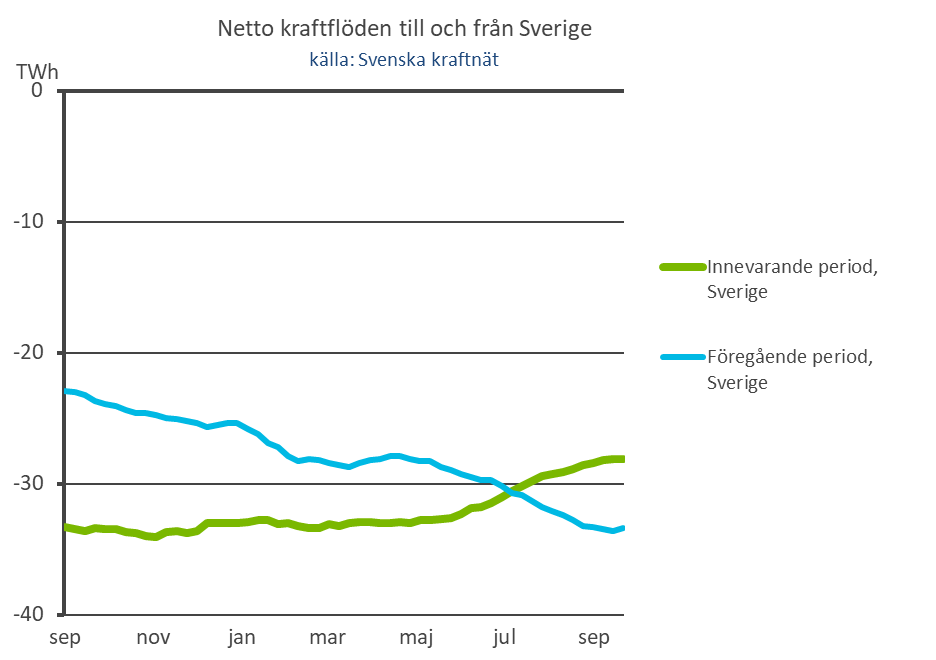 Netto kraftflöden till och från Sverige
källa: Svenska kraftnät
TWh
0
-10
-20
-30
-40
sep nov jan mar maj jul sep
Innevarande period,
Sverige
Föregående period,
Sverige